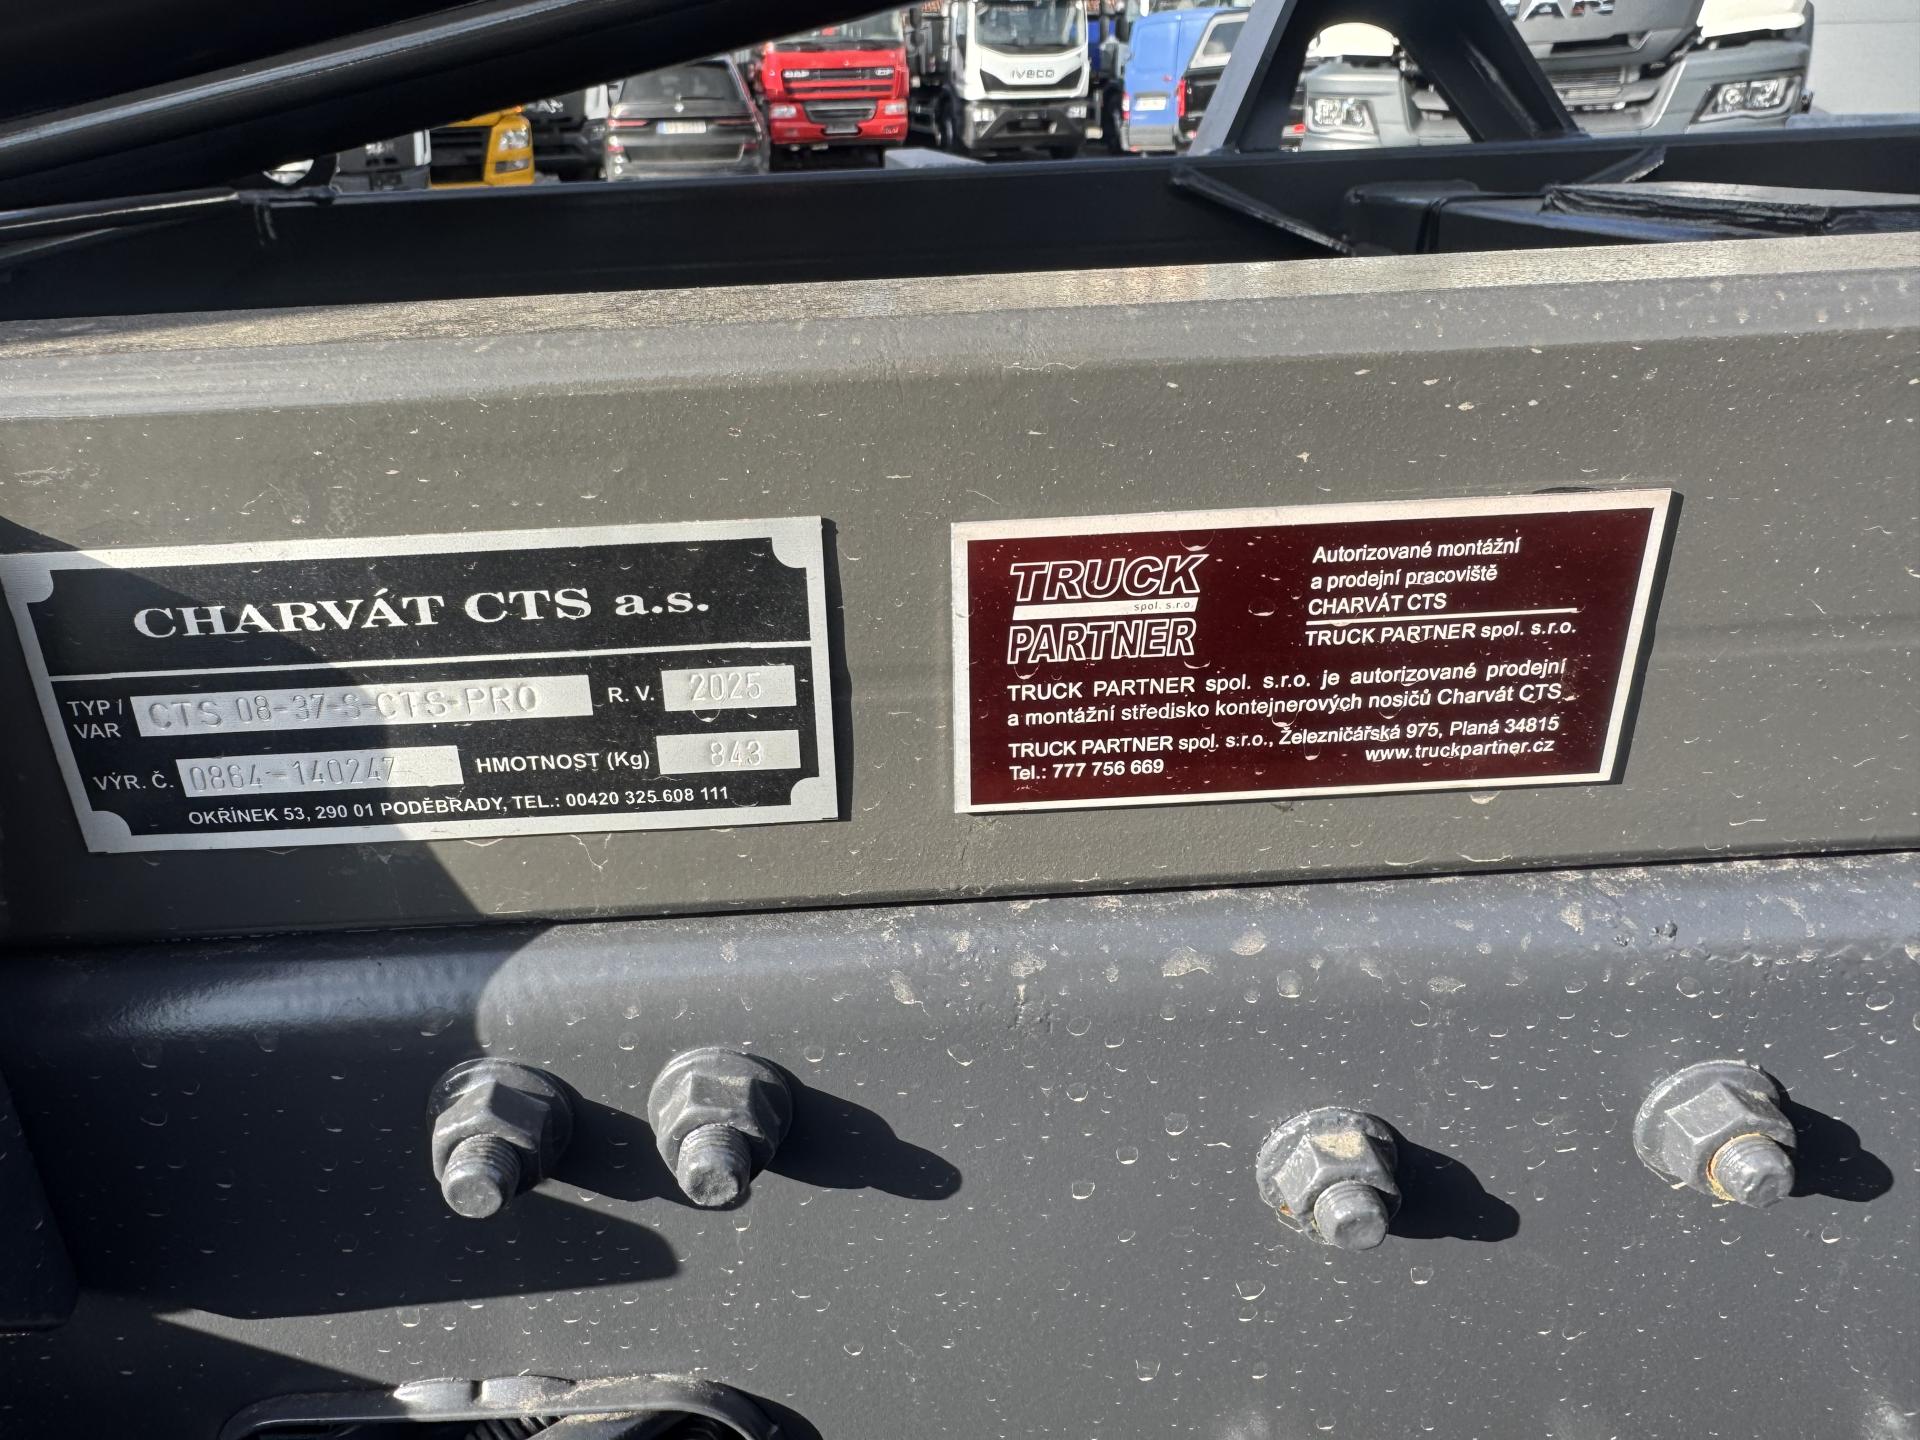 IVECO
CHARVÁT CTS a.s.
TYP /
VAR
CTS 08-37-S-CTS-PRO
R. V.
2025
VÝR. Č.
0864-140247
HMOTNOST (Kg)
843
OKŘÍNEK 53, 290 01 PODĚBRADY, TEL.: 00420 325 608 111
TRUCK
spol. s.r.o.
PARTNER
Autorizované montážní
a prodejní pracoviště
CHARVÁT CTS
TRUCK PARTNER spol. s.r.o.
TRUCK PARTNER spol. s.r.o. je autorizované prodejní
a montážní středisko kontejnerových nosičů Charvát CTS
TRUCK PARTNER spol. s.r.o., Železničářská 975, Planá 34815
Tel.: 777 756 669
www.truckpartner.cz